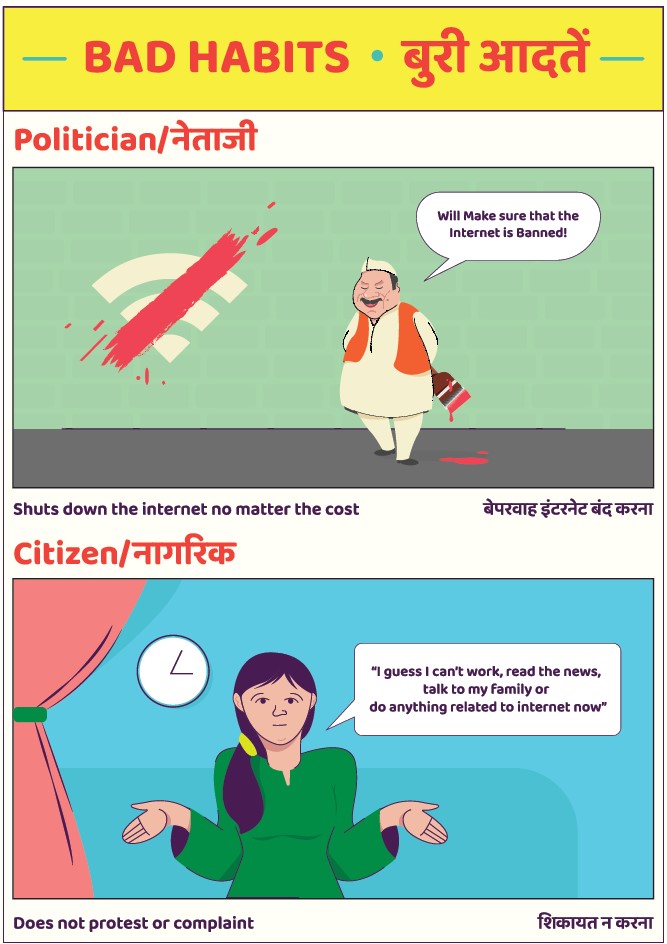 BAD HABITS • बुरी आदतें
Politician/नेताजी
Will Make sure that the
Internet is Banned!
Shuts down the internet no matter the cost
बेपरवाह इंटरनेट बंद करना
Citizen/नागरिक
“I guess I can’t work, read the news,
talk to my family or
do anything related to internet now”
Does not protest or complaint
शिकायत न करना